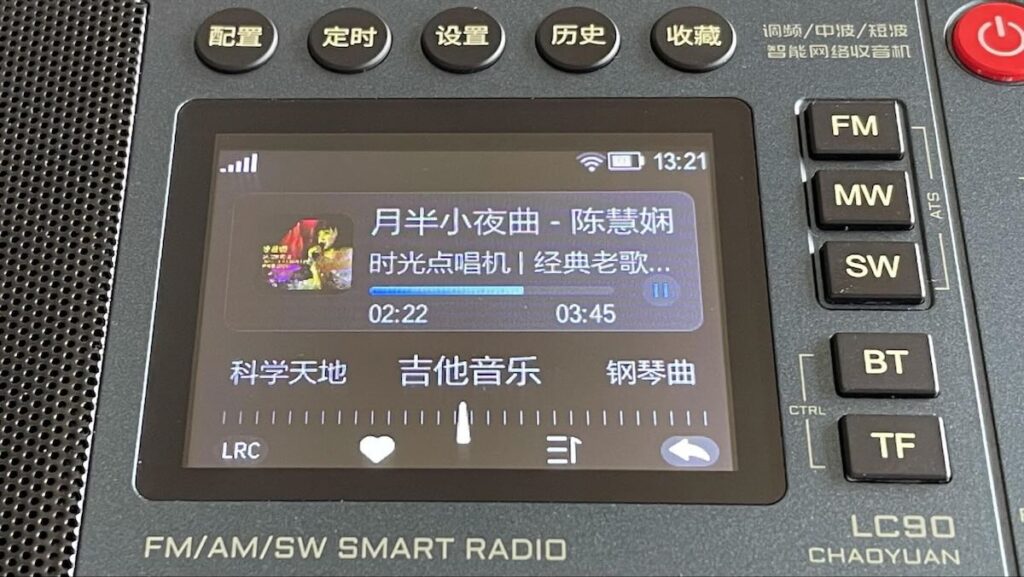 配置 定时 设置 历史 收藏
调频/中波/短波
智能网络收音机
13:21
月半小夜曲 - 陈慧娴
时光点唱机 | 经典老歌...
02:22 03:45
科学天地 吉他音乐 钢琴曲
LRC
FM
MW
SW
ATS
BT
CTRL
TF
FM/AM/SW SMART RADIO
LC90
CHAOYUAN